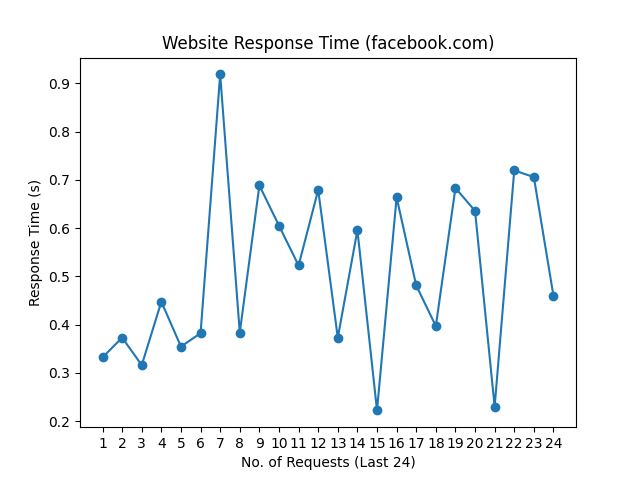 Website Response Time (facebook.com)
Response Time (s)
0.9
0.8
0.7
0.6
0.5
0.4
0.3
0.2
1 2 3 4 5 6 7 8 9 10 11 12 13 14 15 16 17 18 19 20 21 22 23 24
No. of Requests (Last 24)